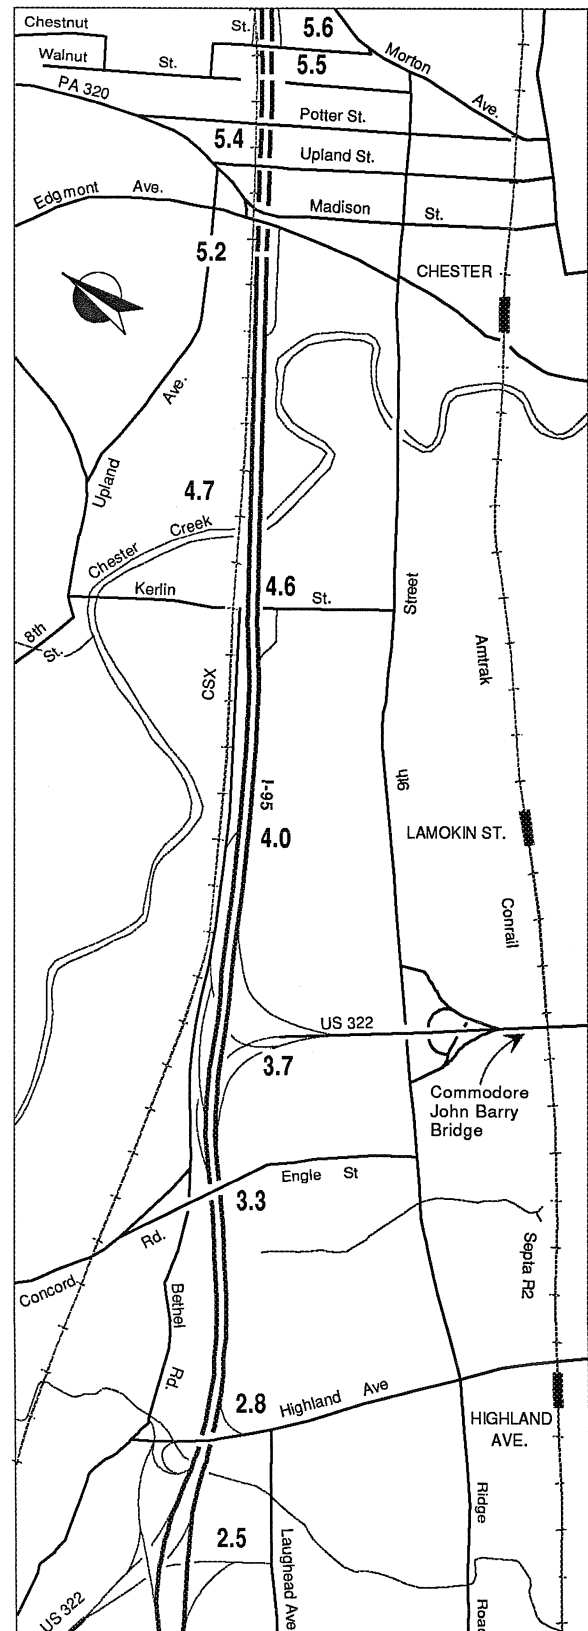 Chestnut
St.
5.6
Walnut St.
5.5
Morton Ave.
PA 320
Potter St.
5.4
Upland St.
Edgmont Ave.
Madison St.
5.2
CHESTER
Upland Ave.
4.7
Chester Creek
Kerlin St.
4.6
8th St.
CSX
Amtrak
9th Street
I-95
4.0
LAMOKIN ST.
Conrail
US 322
3.7
Commodore
John Barry
Bridge
Engle St
3.3
Concord Rd.
Septa R2
Bethel Rd.
2.8
Highland Ave
HIGHLAND
AVE.
Ridge Road
2.5
Laughead Ave
US 322